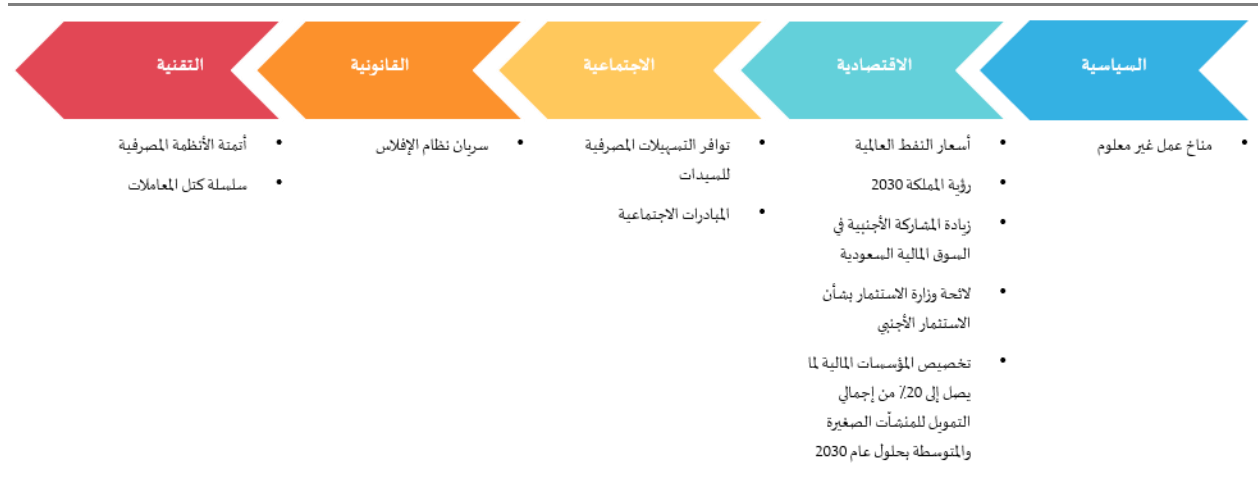 السياسية
مناخ عمل غير معلوم
الاقتصادية
أسعار النفط العالمية
رؤية المملكة 2030
زيادة المشاركة الأجنبية في
السوق المالية السعودية
لائحة وزارة الاستثمار بشأن
الاستثمار الأجنبي
تخصيص المؤسسات المالية لما
يصل إلى 20٪ من إجمالي
التمويل للمنشآت الصغيرة
والمتوسطة بحلول عام 2030
الاجتماعية
توافر التسهيلات المصرفية
للسيدات
المبادرات الاجتماعية
القانونية
سريان نظام الإفلاس
التقنية
أتمتة الأنظمة المصرفية
سلسلة كتل المعاملات